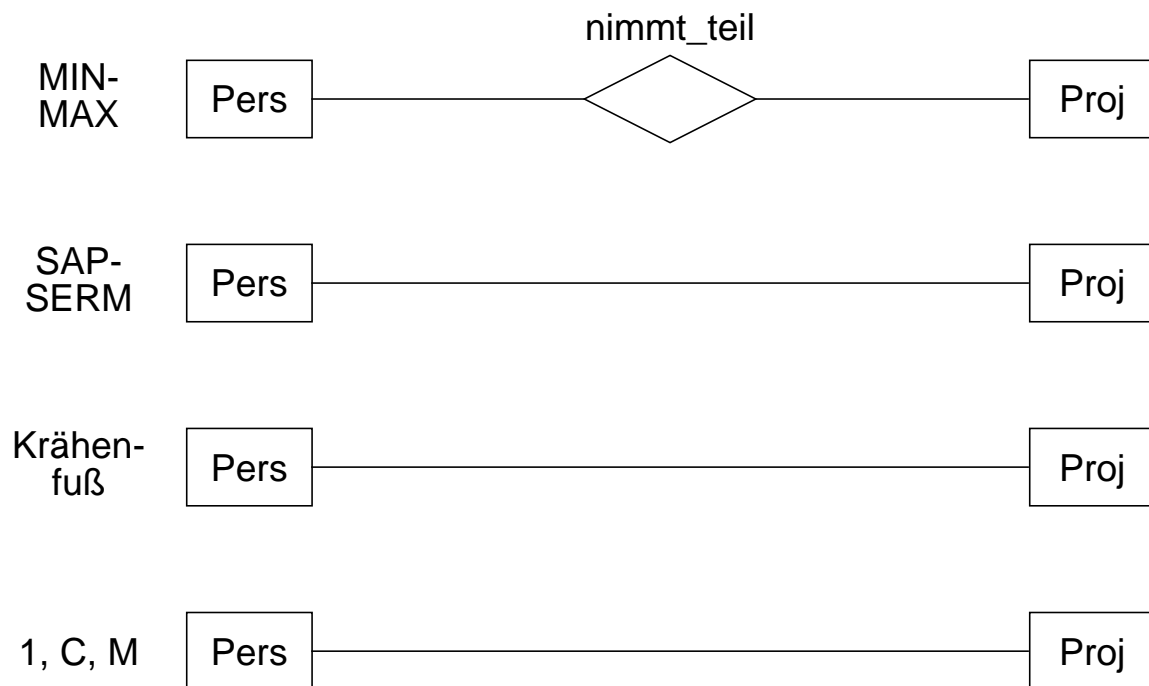 nimmt_teil
MIN-
MAX
Pers
Proj
SAP-
SERM
Pers
Proj
Krähen-
fuß
Pers
Proj
1, C, M
Pers
Proj